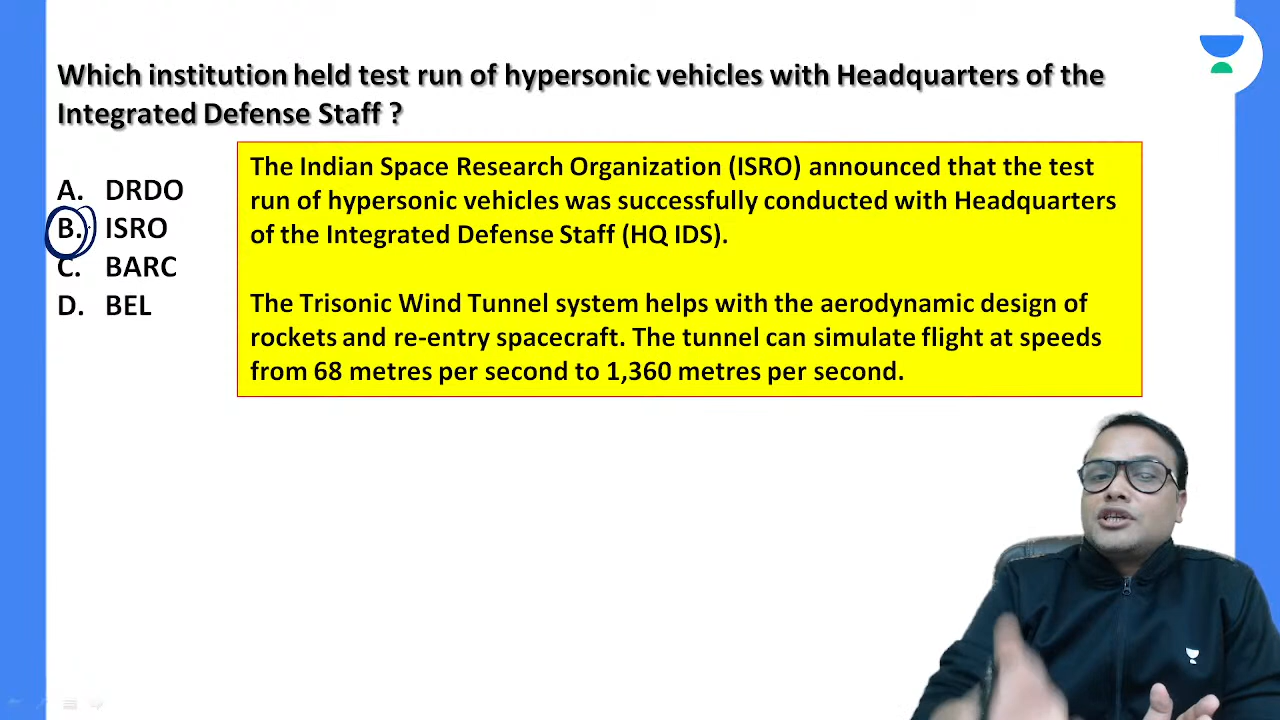 Which institution held test run of hypersonic vehicles with Headquarters of the
Integrated Defense Staff ?
A. DRDO
B. ISRO
C. BARC
D. BEL
The Indian Space Research Organization (ISRO) announced that the test
run of hypersonic vehicles was successfully conducted with Headquarters
of the Integrated Defense Staff (HQ IDS).
The Trisonic Wind Tunnel system helps with the aerodynamic design of
rockets and re-entry spacecraft. The tunnel can simulate flight at speeds
from 68 metres per second to 1,360 metres per second.